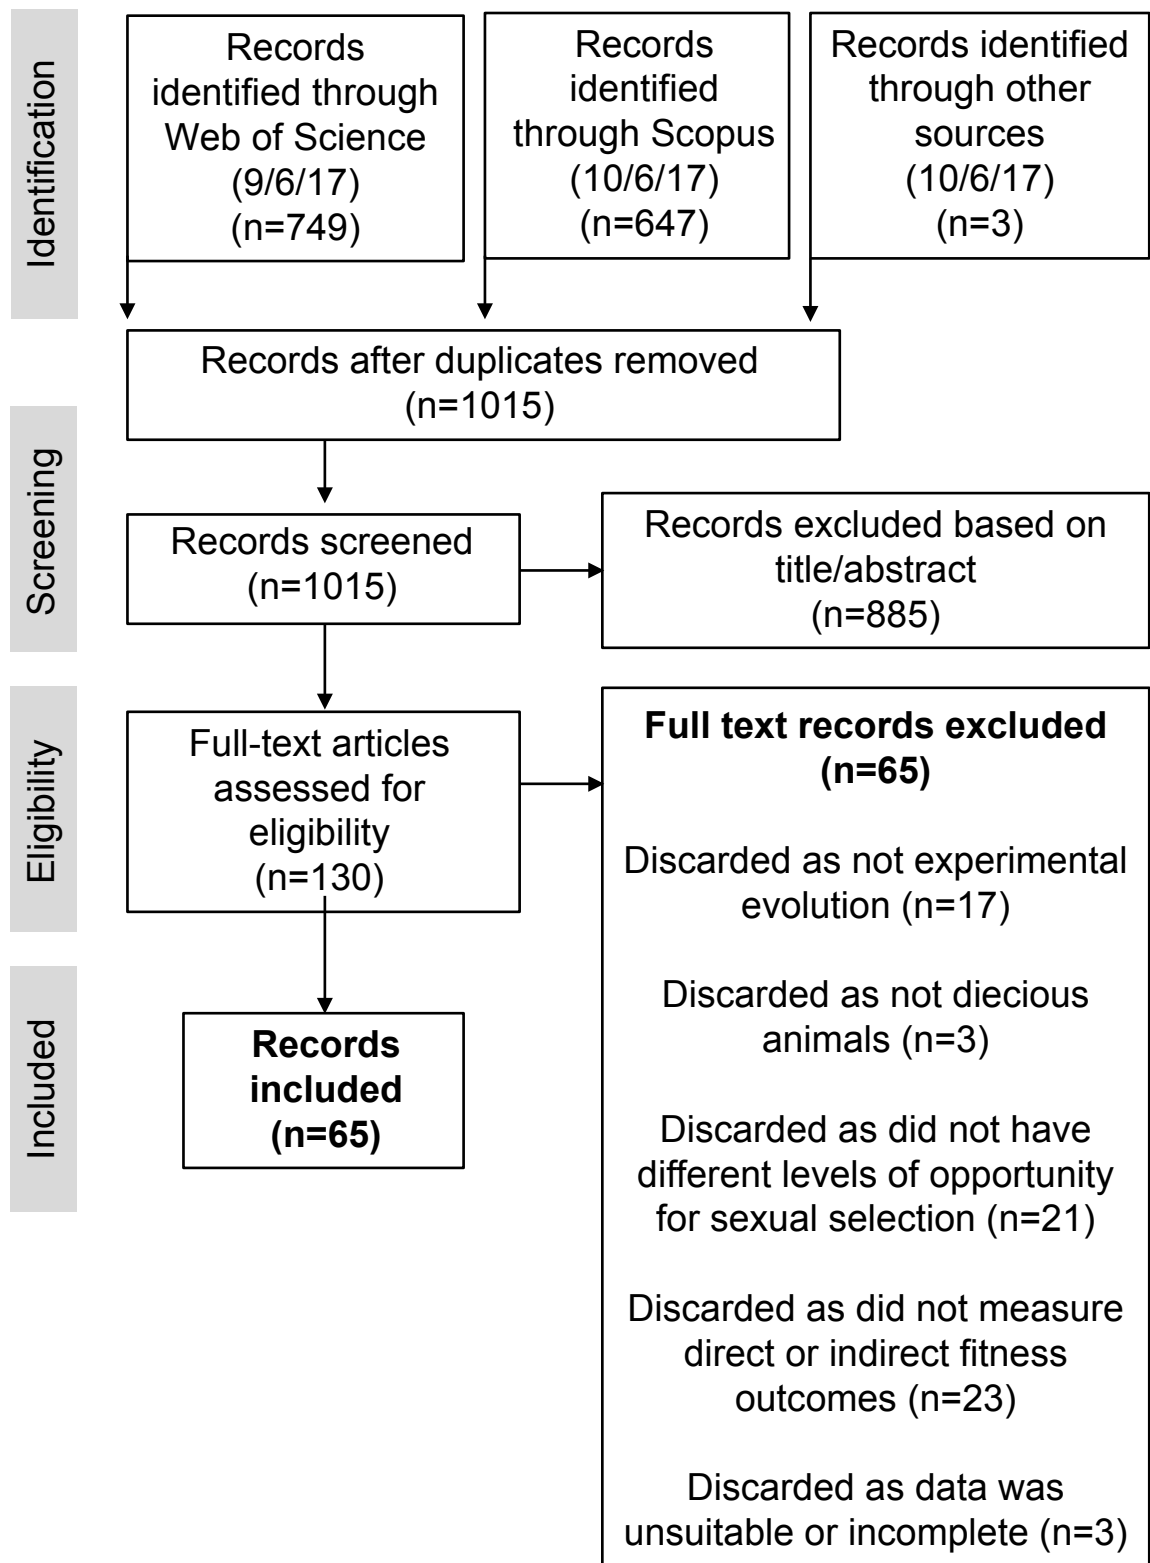 Identification
Records
identified through
Web of Science
(9/6/17)
(n=749)
Records
identified
through Scopus
(10/6/17)
(n=647)
Records identified
through other
sources
(10/6/17)
(n=3)
Records after duplicates removed
(n=1015)
Screening
Records screened
(n=1015)
Records excluded based on
title/abstract
(n=885)
Eligibility
Full-text articles
assessed for
eligibility
(n=130)
Full text records excluded
(n=65)
Discarded as not experimental
evolution (n=17)
Discarded as not diecious
animals (n=3)
Discarded as did not have
different levels of opportunity
for sexual selection (n=21)
Discarded as did not measure
direct or indirect fitness
outcomes (n=23)
Discarded as data was
unsuitable or incomplete (n=3)
Included
Records
included
(n=65)